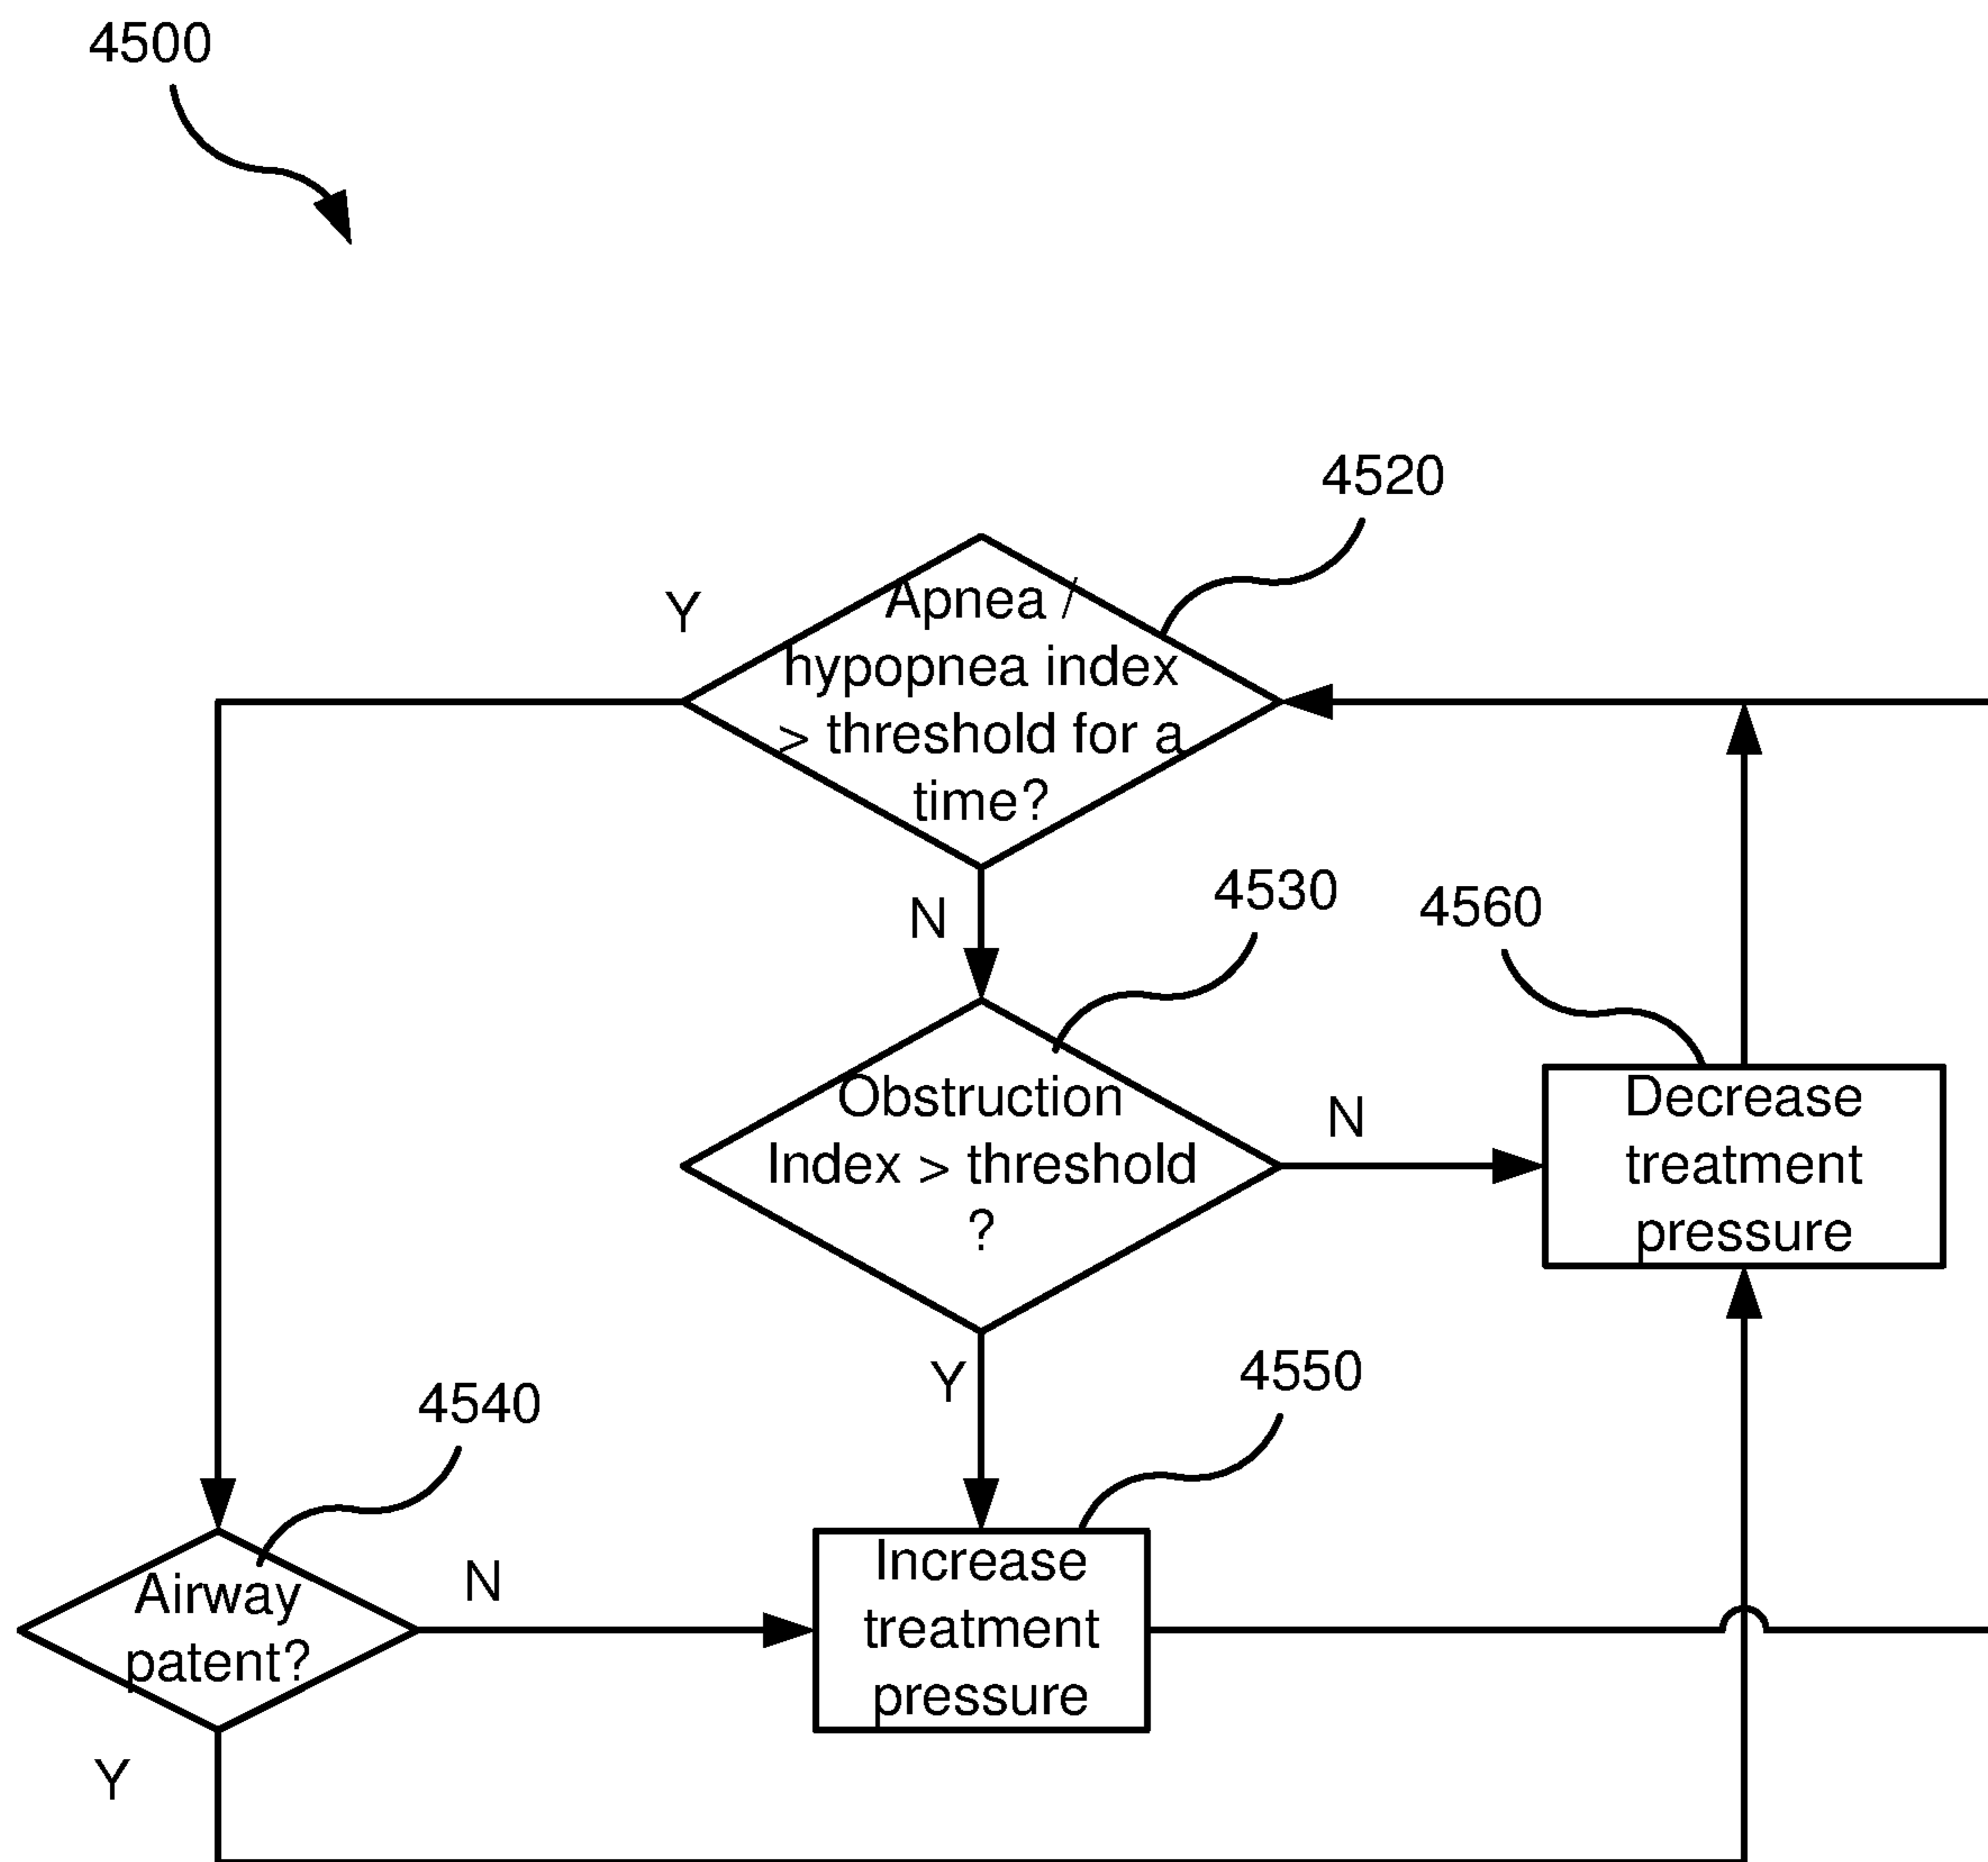 4500
4520
Y
Apnea /
hypopnea index
> threshold for a
time?
N
4530
4560
Obstruction
Index > threshold
?
N
Decrease
treatment
pressure
Y
4550
4540
Airway
patent?
N
Increase
treatment
pressure
Y